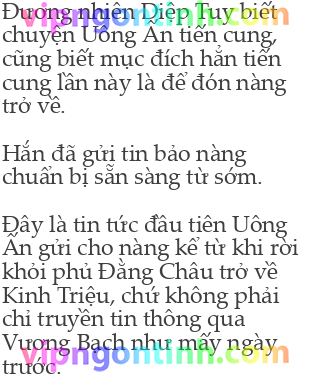 Đương nhiên Diệp Tuy biết
chuyện Uông Ấn tiến cung,
cũng biết mục đích hắn tiến
cung lần này là để đón nàng
trở về.
Hắn đã gửi tin bảo nàng
chuẩn bị sẵn sàng từ sớm.
Đây là tin tức đầu tiên Uông
Ấn gửi cho nàng kể từ khi rời
khỏi phủ Đằng Châu trở về
Kinh Triệu, chứ không phải
chỉ truyền tin thông qua
Vương Bạch như mấy ngày
trước.
vipngontinh.com
vipngontinh.com